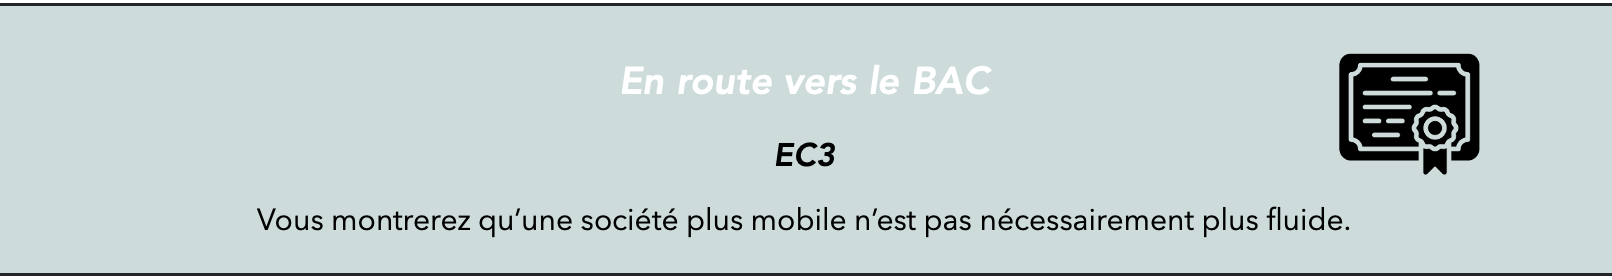 En route vers le BAC
EC3
Vous montrerez qu’une société plus mobile n’est pas nécessairement plus fluide.